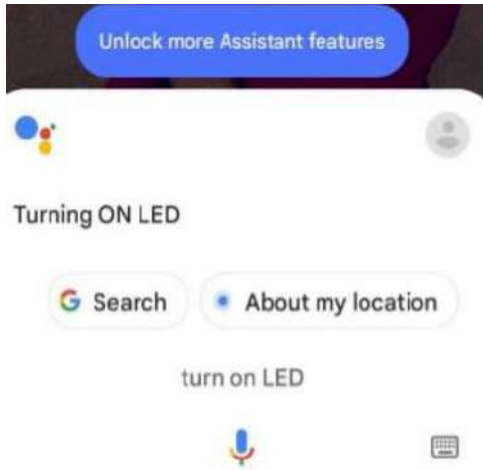 Unlock more Assistant features
Turning ON LED
Search
About my location
turn on LED